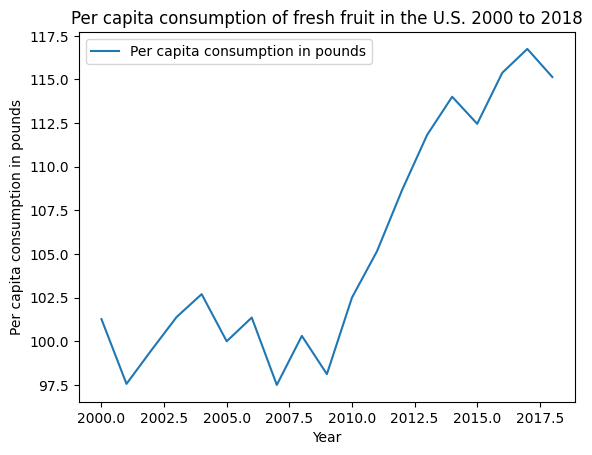 Per capita consumption of fresh fruit in the U.S. 2000 to 2018
Per capita consumption in pounds
117.5
115.0
112.5
110.0
107.5
105.0
102.5
100.0
97.5
Per capita consumption in pounds
2000.0 2002.5 2005.0 2007.5 2010.0 2012.5 2015.0 2017.5
Year